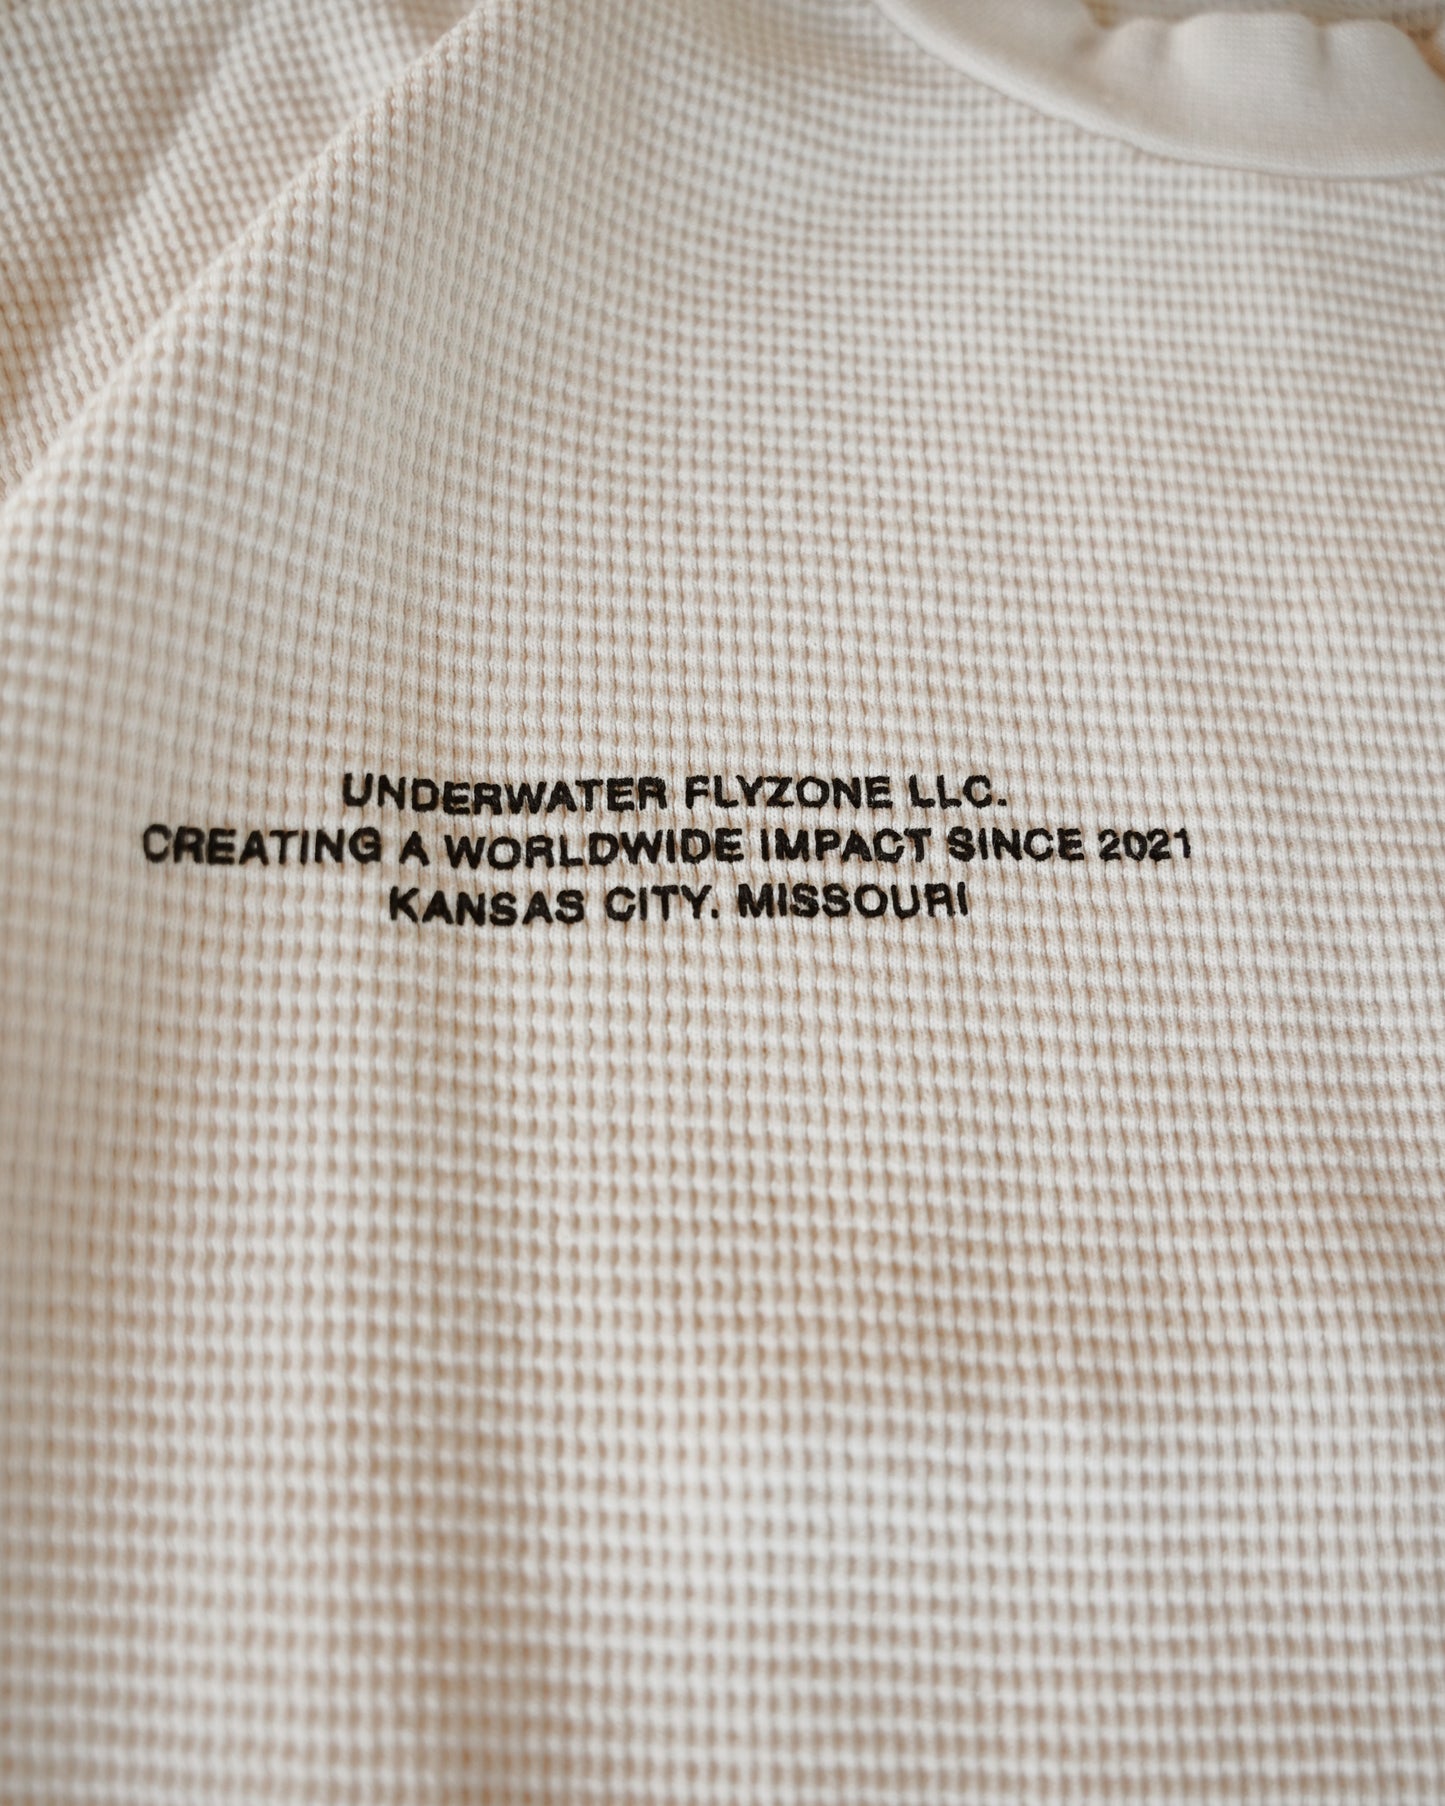 UNDERWATER FLYZONE LLC.
CREATING A WORLDWIDE IMPACT SINCE 2021
KANSAS CITY. MISSOURI